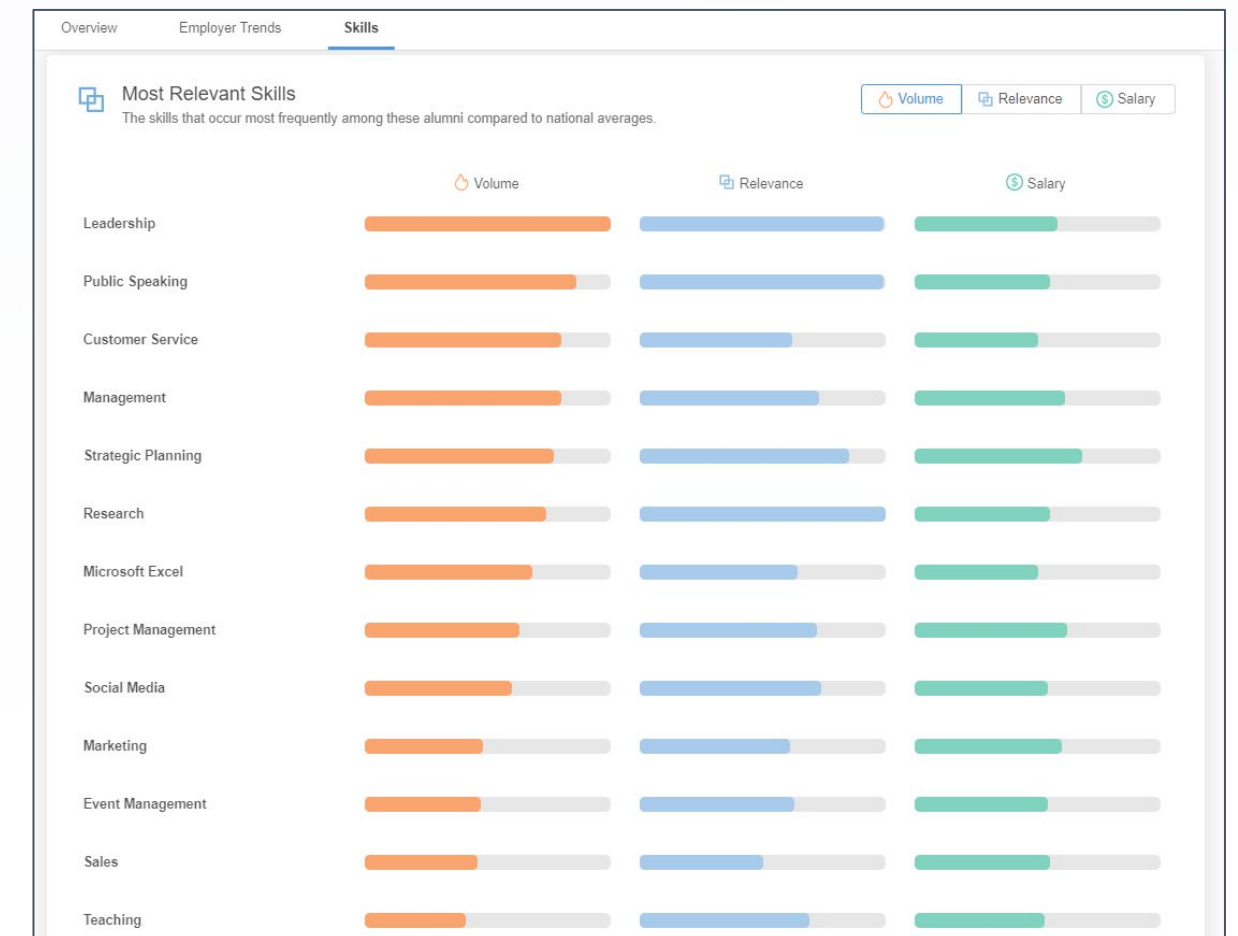 Overview Employer Trends Skills
Most Relevant Skills
The skills that occur most frequently among these alumni compared to national averages.
Volume Relevance Salary
Volume Relevance Salary
Leadership
Public Speaking
Customer Service
Management
Strategic Planning
Research
Microsoft Excel
Project Management
Social Media
Marketing
Event Management
Sales
Teaching